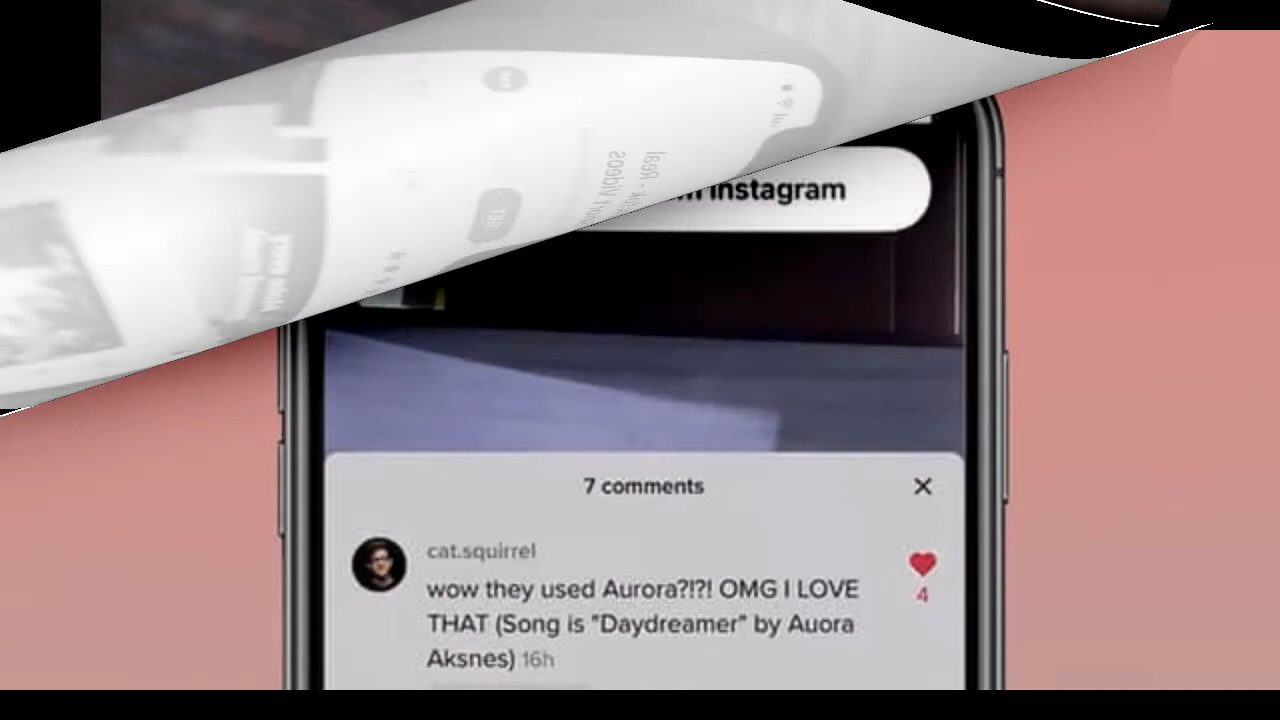 Instagram
7 comments
cat.squirrel
wow they used Aurora?!?! OMG I LOVE
4
THAT (Song is "Daydreamer" by Auora
Aksnes) 16h